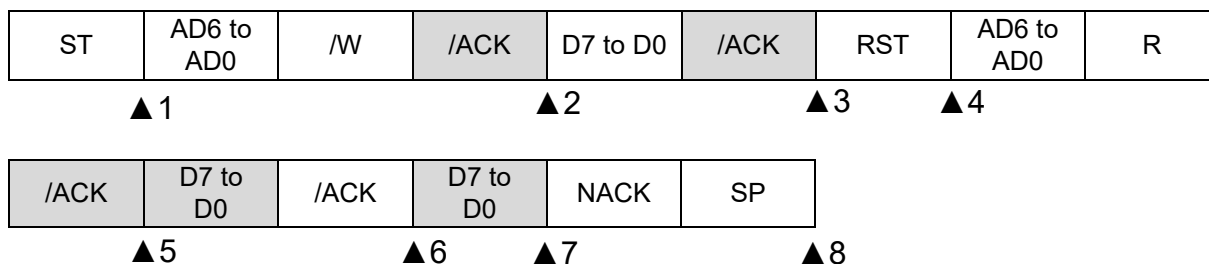 ST AD6 to AD0 /W /ACK D7 to D0 /ACK RST AD6 to AD0 R
▲1 ▲2 ▲3 ▲4
/ACK D7 to D0 /ACK D7 to D0 NACK SP
▲5 ▲6 ▲7 ▲8